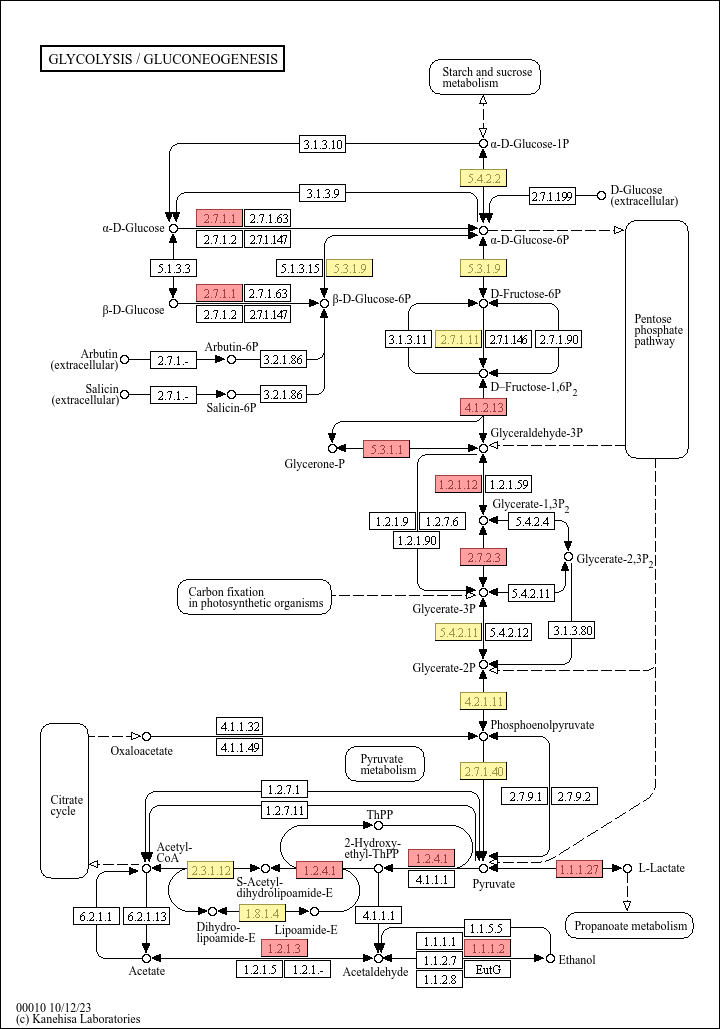 GLYCOLYSIS / GLUCONEOGENESIS
Starch and sucrose
metabolism
3.1.3.10
α-D-Glucose-1P
5.4.2.2
3.1.3.9
2.7.1.199
D-Glucose
(extracellular)
α-D-Glucose
2.7.1.1
2.7.1.63
2.7.1.2
2.7.1.147
α-D-Glucose-6P
5.1.3.3
5.1.3.15
5.3.1.9
5.3.1.9
β-D-Glucose
2.7.1.1
2.7.1.63
2.7.1.2
2.7.1.147
β-D-Glucose-6P
D-Fructose-6P
Pentose
phosphate
pathway
3.1.3.11
2.7.1.11
2.7.1.146
2.7.1.90
Arbutin
(extracellular)
2.7.1.-
Arbutin-6P
3.2.1.86
D-Fructose-1,6P2
Salicin
(extracellular)
2.7.1.-
Salicin-6P
3.2.1.86
4.1.2.13
Glyceraldehyde-3P
Glycerone-P
5.3.1.1
1.2.1.12
1.2.1.59
Glycerate-1,3P2
1.2.1.9
1.2.7.6
1.2.1.90
5.4.2.4
2.7.2.3
Glycerate-2,3P2
Carbon fixation
in photosynthetic organisms
5.4.2.11
Glycerate-3P
5.4.2.11
5.4.2.12
3.1.3.80
Glycerate-2P
4.2.1.11
Oxaloacetate
4.1.1.32
4.1.1.49
Phosphoenolpyruvate
Pyruvate
metabolism
2.7.1.40
Citrate
cycle
1.2.7.1
1.2.7.11
2.7.9.1
2.7.9.2
ThPP
Acetyl-
CoA
2-Hydroxy-
ethyl-ThPP
2.3.1.12
S-Acetyl-
dihydrolipoamide-E
1.2.4.1
1.2.4.1
4.1.1.1
Pyruvate
1.1.1.27
L-Lactate
6.2.1.1
6.2.1.13
1.8.1.4
Dihydro-
lipoamide-E
Lipoamide-E
4.1.1.1
Propanoate metabolism
1.2.1.3
1.2.1.5
1.2.1.-
Acetate
Acetaldehyde
1.1.5.5
1.1.1.1
1.1.1.2
1.1.2.7
EutG
1.1.2.8
Ethanol
00010 10/12/23
(c) Kanehisa Laboratories